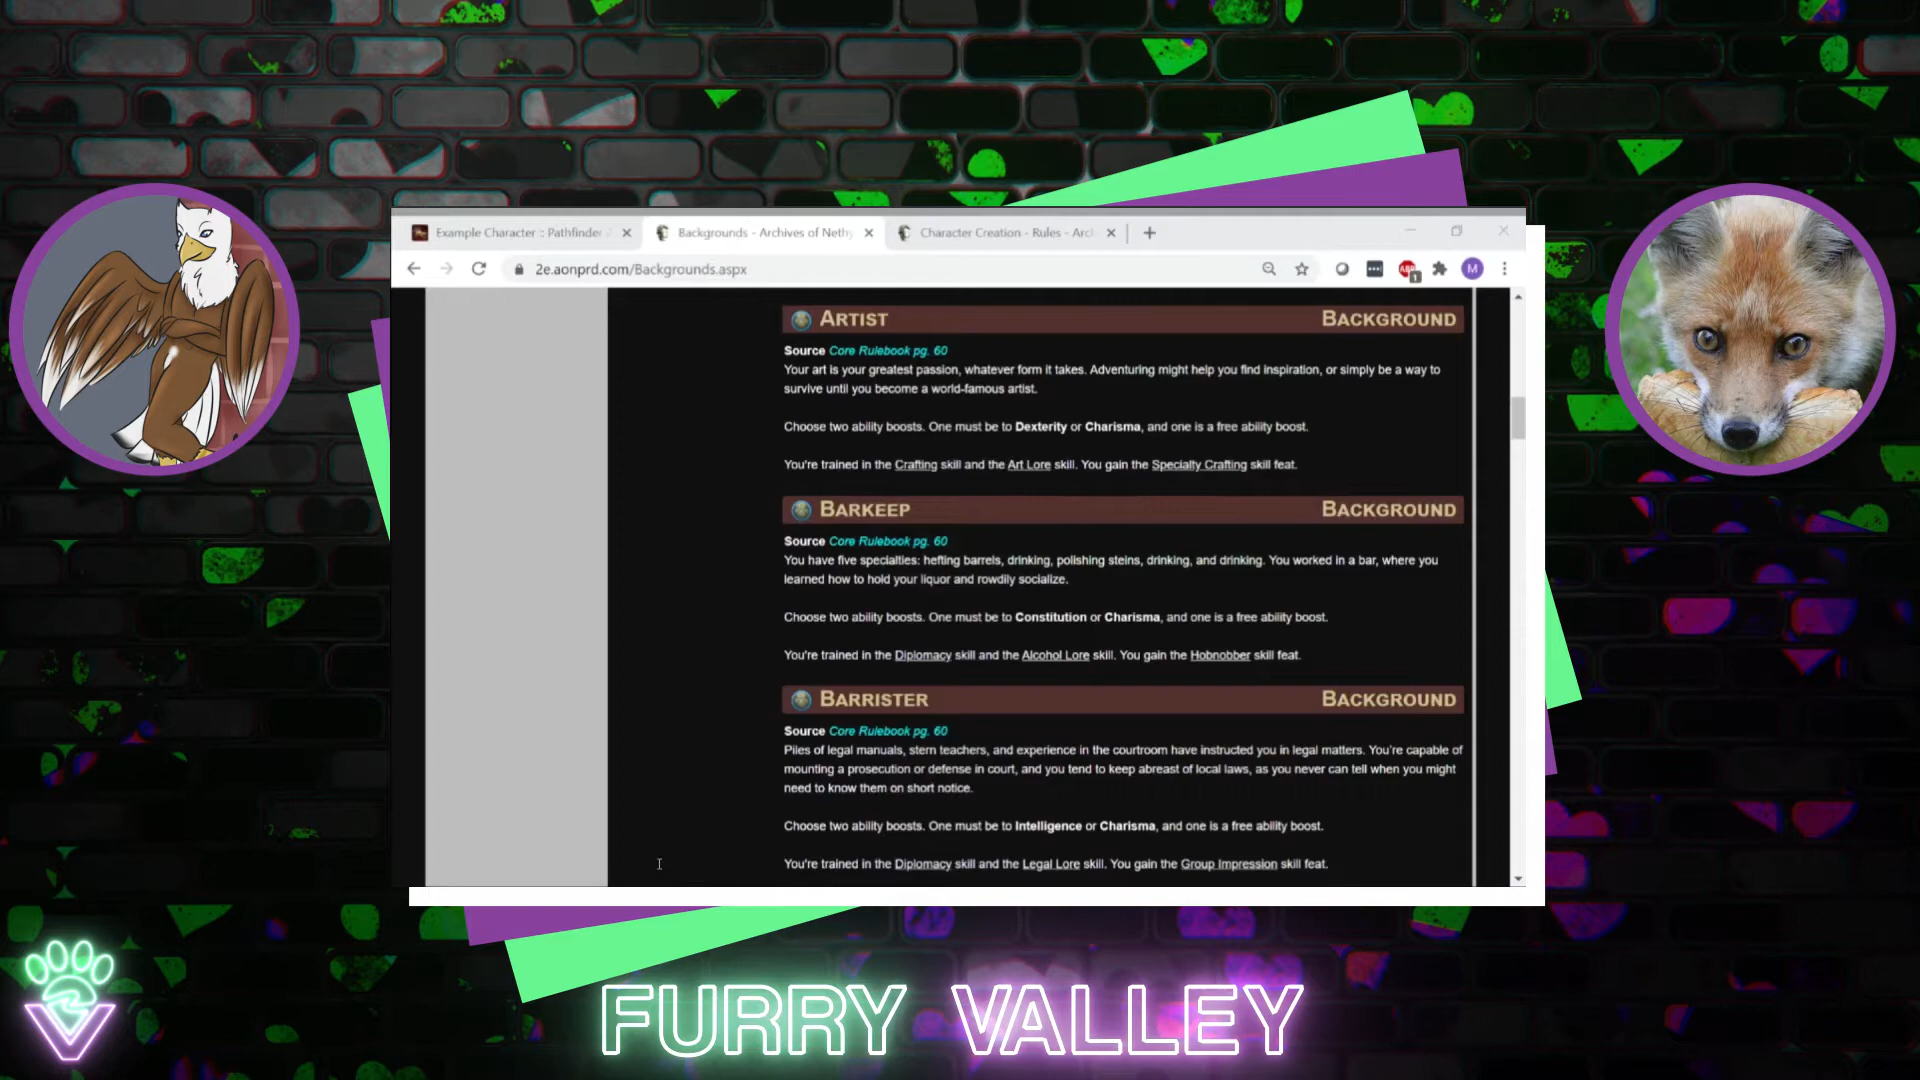 Example Character :: Pathfinder
Backgrounds - Archives of Nethy
Character Creation - Rules - Arc
2e.aonprd.com/Backgrounds.aspx
ABP
1
M
ARTIST BACKGROUND
Source Core Rulebook pg. 60
Your art is your greatest passion, whatever form it takes. Adventuring might help you find inspiration, or simply be a way to
survive until you become a world-famous artist.
Choose two ability boosts. One must be to Dexterity or Charisma, and one is a free ability boost.
You're trained in the Crafting skill and the Art Lore skill. You gain the Specialty Crafting skill feat.
BARKEEP BACKGROUND
Source Core Rulebook pg. 60
You have five specialties: hefting barrels, drinking, polishing steins, drinking, and drinking. You worked in a bar, where you
learned how to hold your liquor and rowdily socialize.
Choose two ability boosts. One must be to Constitution or Charisma, and one is a free ability boost.
You're trained in the Diplomacy skill and the Alcohol Lore skill. You gain the Hobnobber skill feat.
BARRISTER BACKGROUND
Source Core Rulebook pg. 60
Piles of legal manuals, stern teachers, and experience in the courtroom have instructed you in legal matters. You're capable of
mounting a prosecution or defense in court, and you tend to keep abreast of local laws, as you never can tell when you might
need to know them on short notice.
Choose two ability boosts. One must be to Intelligence or Charisma, and one is a free ability boost.
You're trained in the Diplomacy skill and the Legal Lore skill. You gain the Group Impression skill feat.
FURRY VALLEY